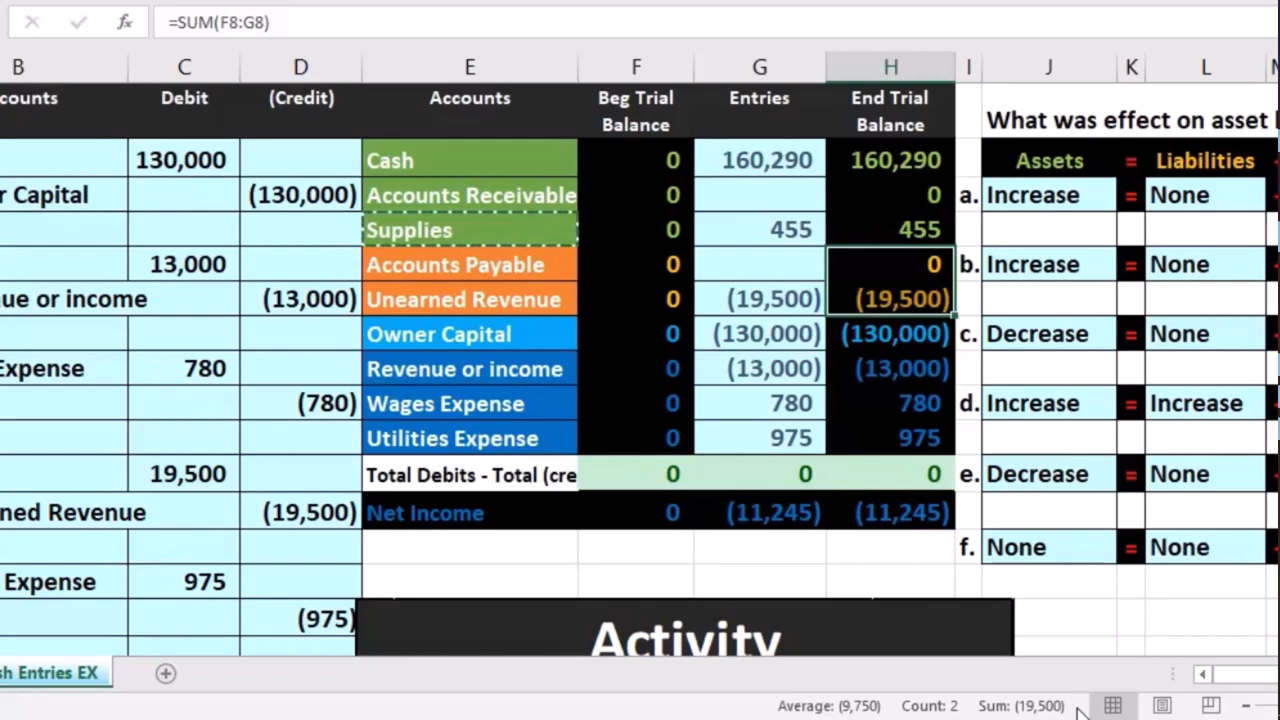 fx =SUM(F8:G8)
B C D E F G H I J K L
counts Debit (Credit) Accounts Beg Trial Balance Entries End Trial Balance
What was effect on asset
Assets = Liabilities
130,000 Cash 0 160,290 160,290
r Capital (130,000) Accounts Receivable 0 0 a. Increase = None
Supplies 0 455 455
13,000 Accounts Payable 0 0 b. Increase = None
nue or income (13,000) Unearned Revenue 0 (19,500) (19,500)
Owner Capital 0 (130,000) (130,000) c. Decrease = None
Expense 780 Revenue or income 0 (13,000) (13,000)
(780) Wages Expense 0 780 780 d. Increase = Increase
Utilities Expense 0 975 975
19,500 Total Debits - Total (cre 0 0 0 e. Decrease = None
ned Revenue (19,500) Net Income 0 (11,245) (11,245)
f. None = None
Expense 975
(975)
Activity
sh Entries EX
Average: (9,750) Count: 2 Sum: (19,500)